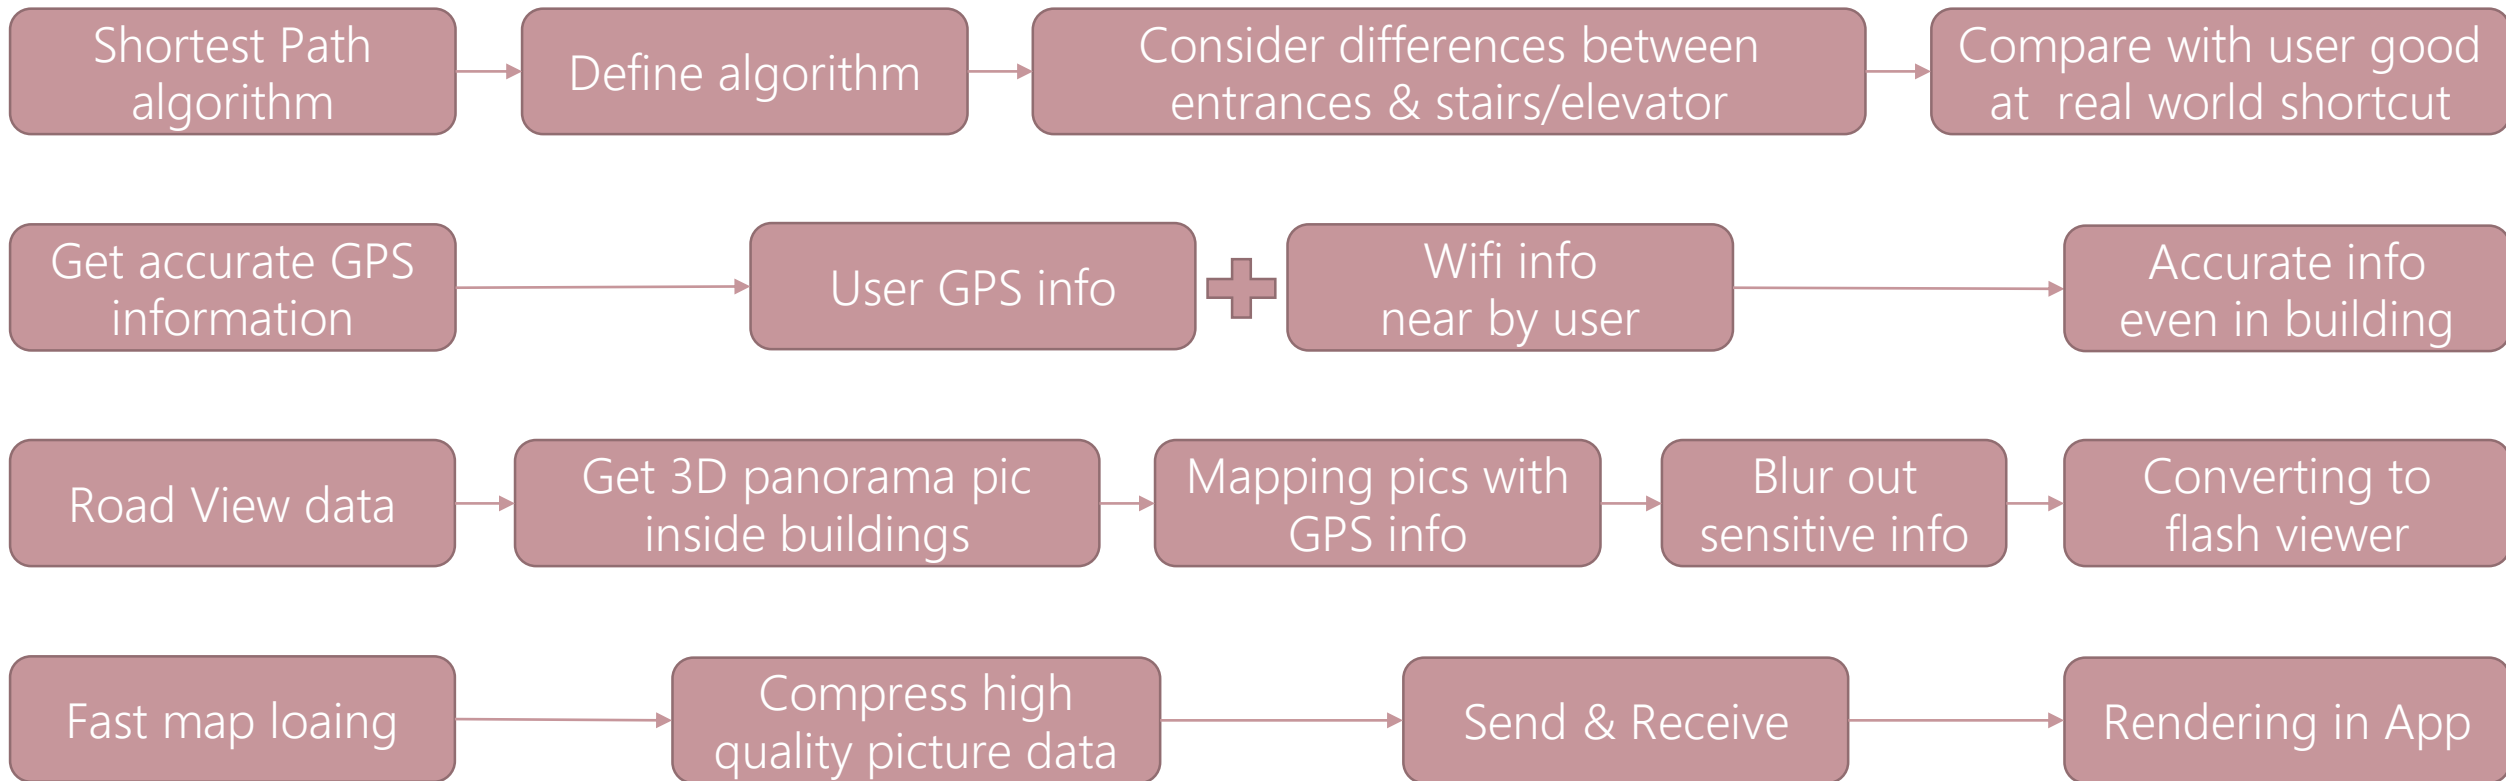 Shortest Path
algorithm
Define algorithm
Consider differences between
entrances & stairs/elevator
Compare with user good
at real world shortcut
Get accurate GPS
information
User GPS info
Wifi info
near by user
Accurate info
even in building
Road View data
Get 3D panorama pic
inside buildings
Mapping pics with
GPS info
Blur out
sensitive info
Converting to
flash viewer
Fast map loaing
Compress high
quality picture data
Send & Receive
Rendering in App